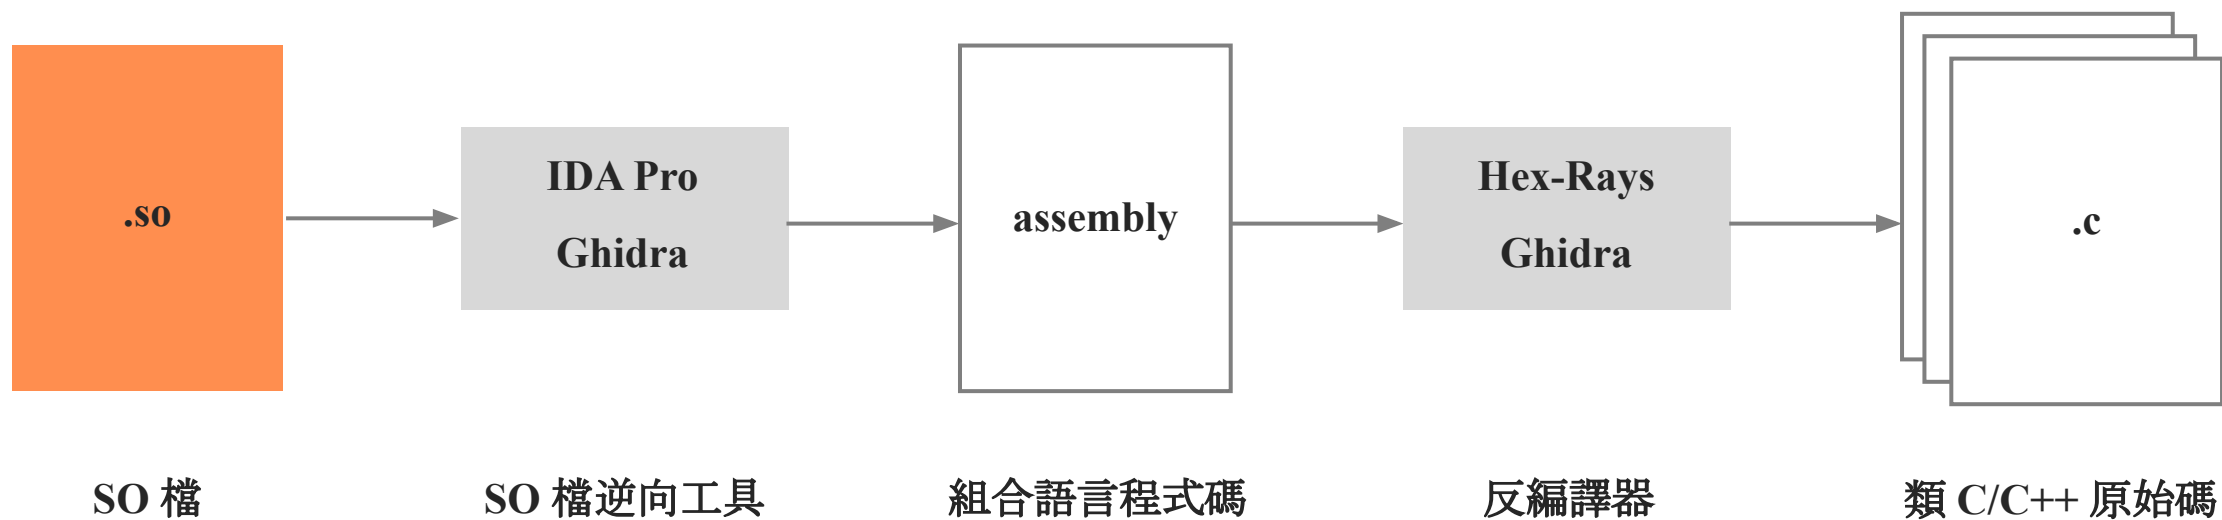 .so
IDA Pro
Ghidra
assembly
Hex-Rays
Ghidra
.c
SO 檔
SO 檔逆向工具
組合語言程式碼
反編譯器
類 C/C++ 原始碼